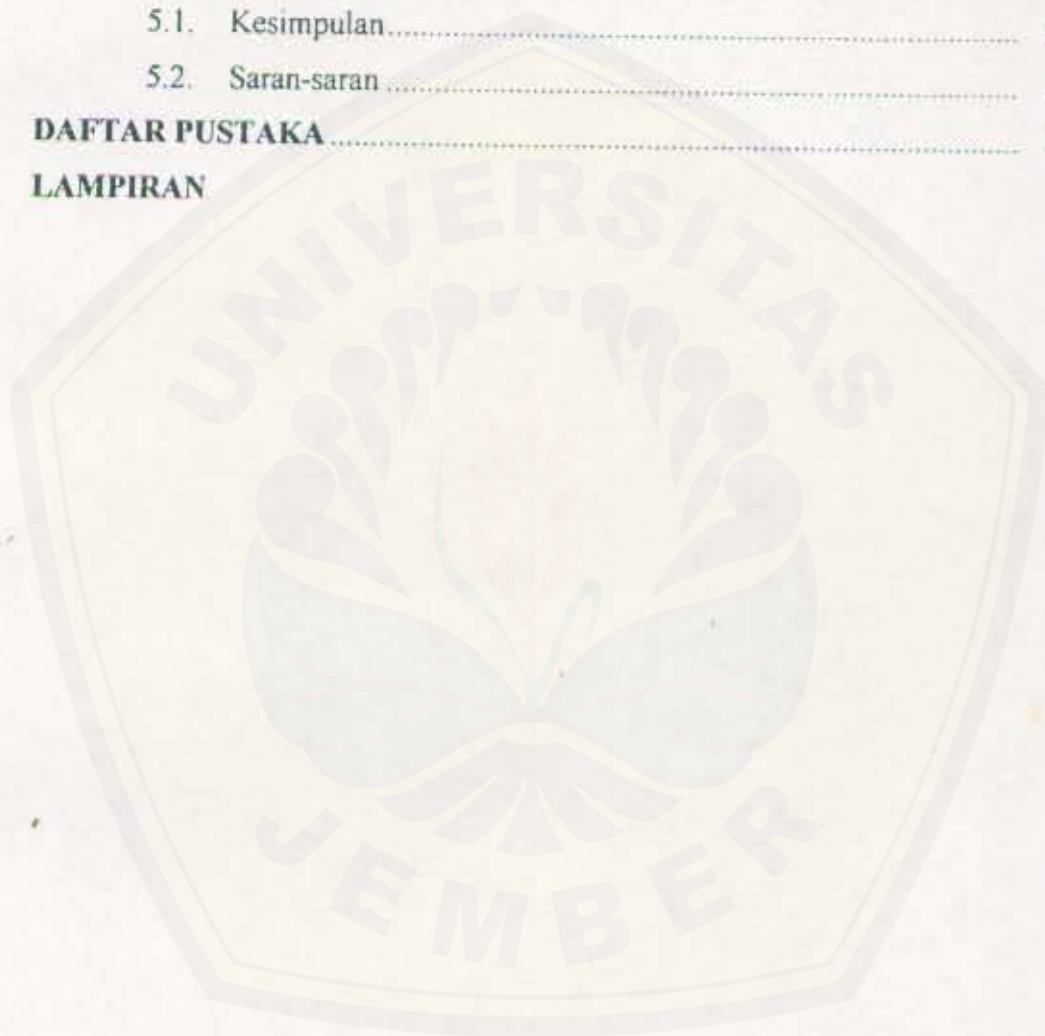 5.1. Kesimpulan
5.2. Saran-saran
DAFTAR PUSTAKA
LAMPIRAN
UNIVERSITAS
JEMBER